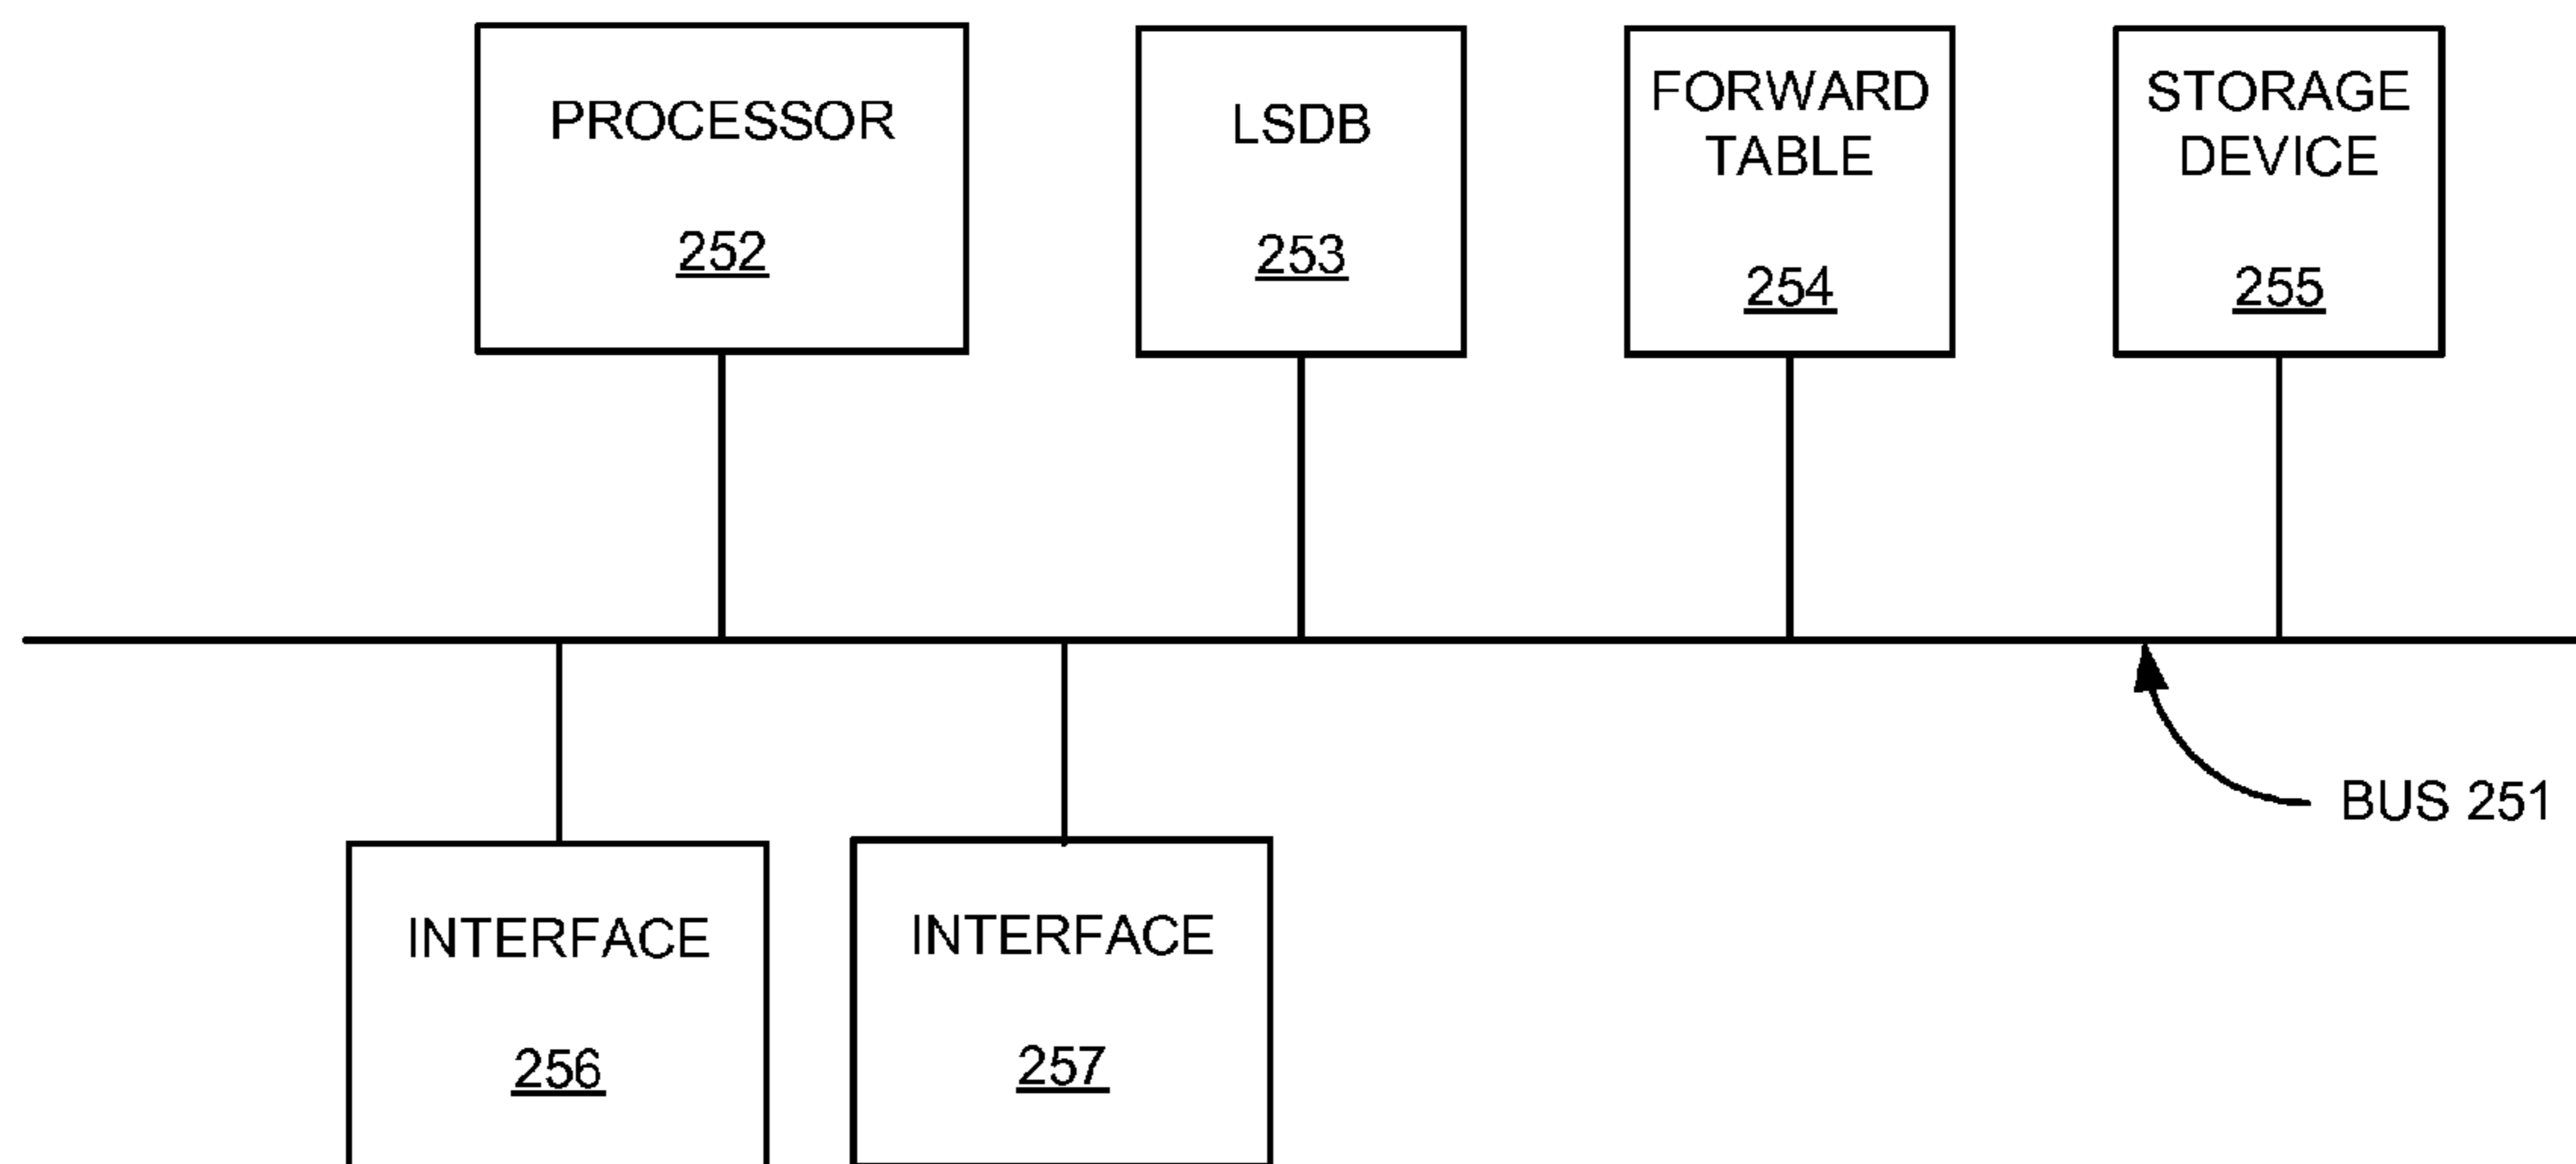 PROCESSOR
252
LSDB
253
FORWARD
TABLE
254
STORAGE
DEVICE
255
BUS 251
INTERFACE
256
INTERFACE
257